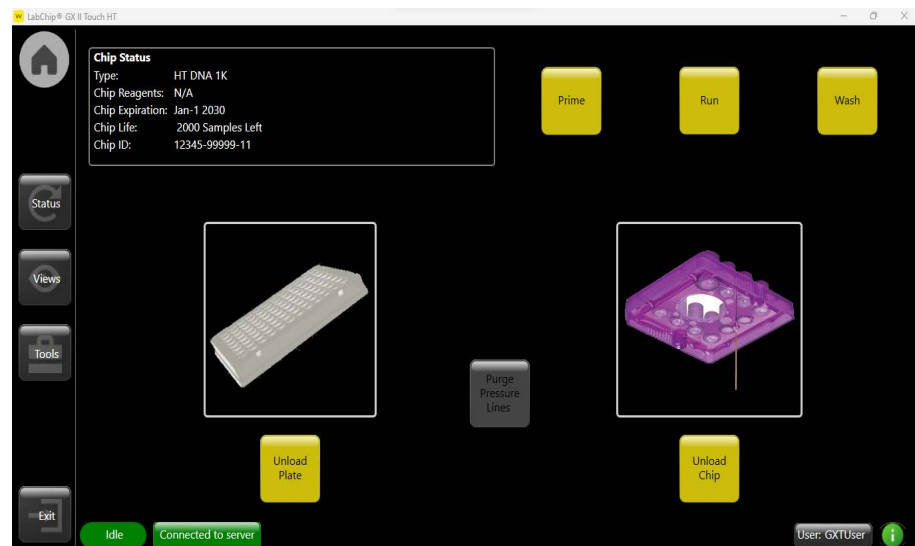 LabChip® GX II Touch HT
Chip Status
Type: HT DNA 1K
Chip Reagents: N/A
Chip Expiration: Jan-1 2030
Chip Life: 2000 Samples Left
Chip ID: 12345-99999-11
Prime
Run
Wash
Status
Views
Tools
Purge
Pressure
Lines
Unload
Plate
Unload
Chip
Exit
Idle
Connected to server
User: GXTUser
i